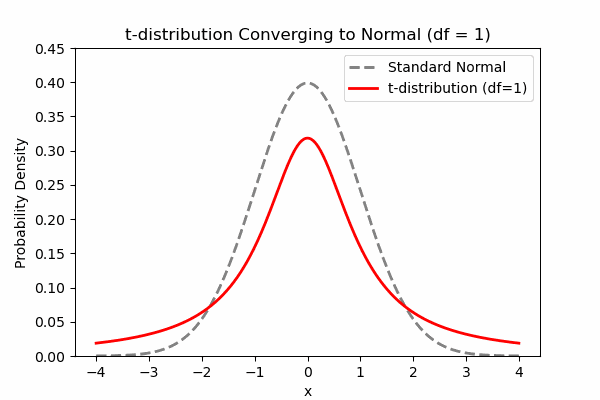 t-distribution Converging to Normal (df = 1)
Standard Normal
t-distribution (df=1)
Probability Density
0.45
0.40
0.35
0.30
0.25
0.20
0.15
0.10
0.05
0.00
−4 −3 −2 −1 0 1 2 3 4
x